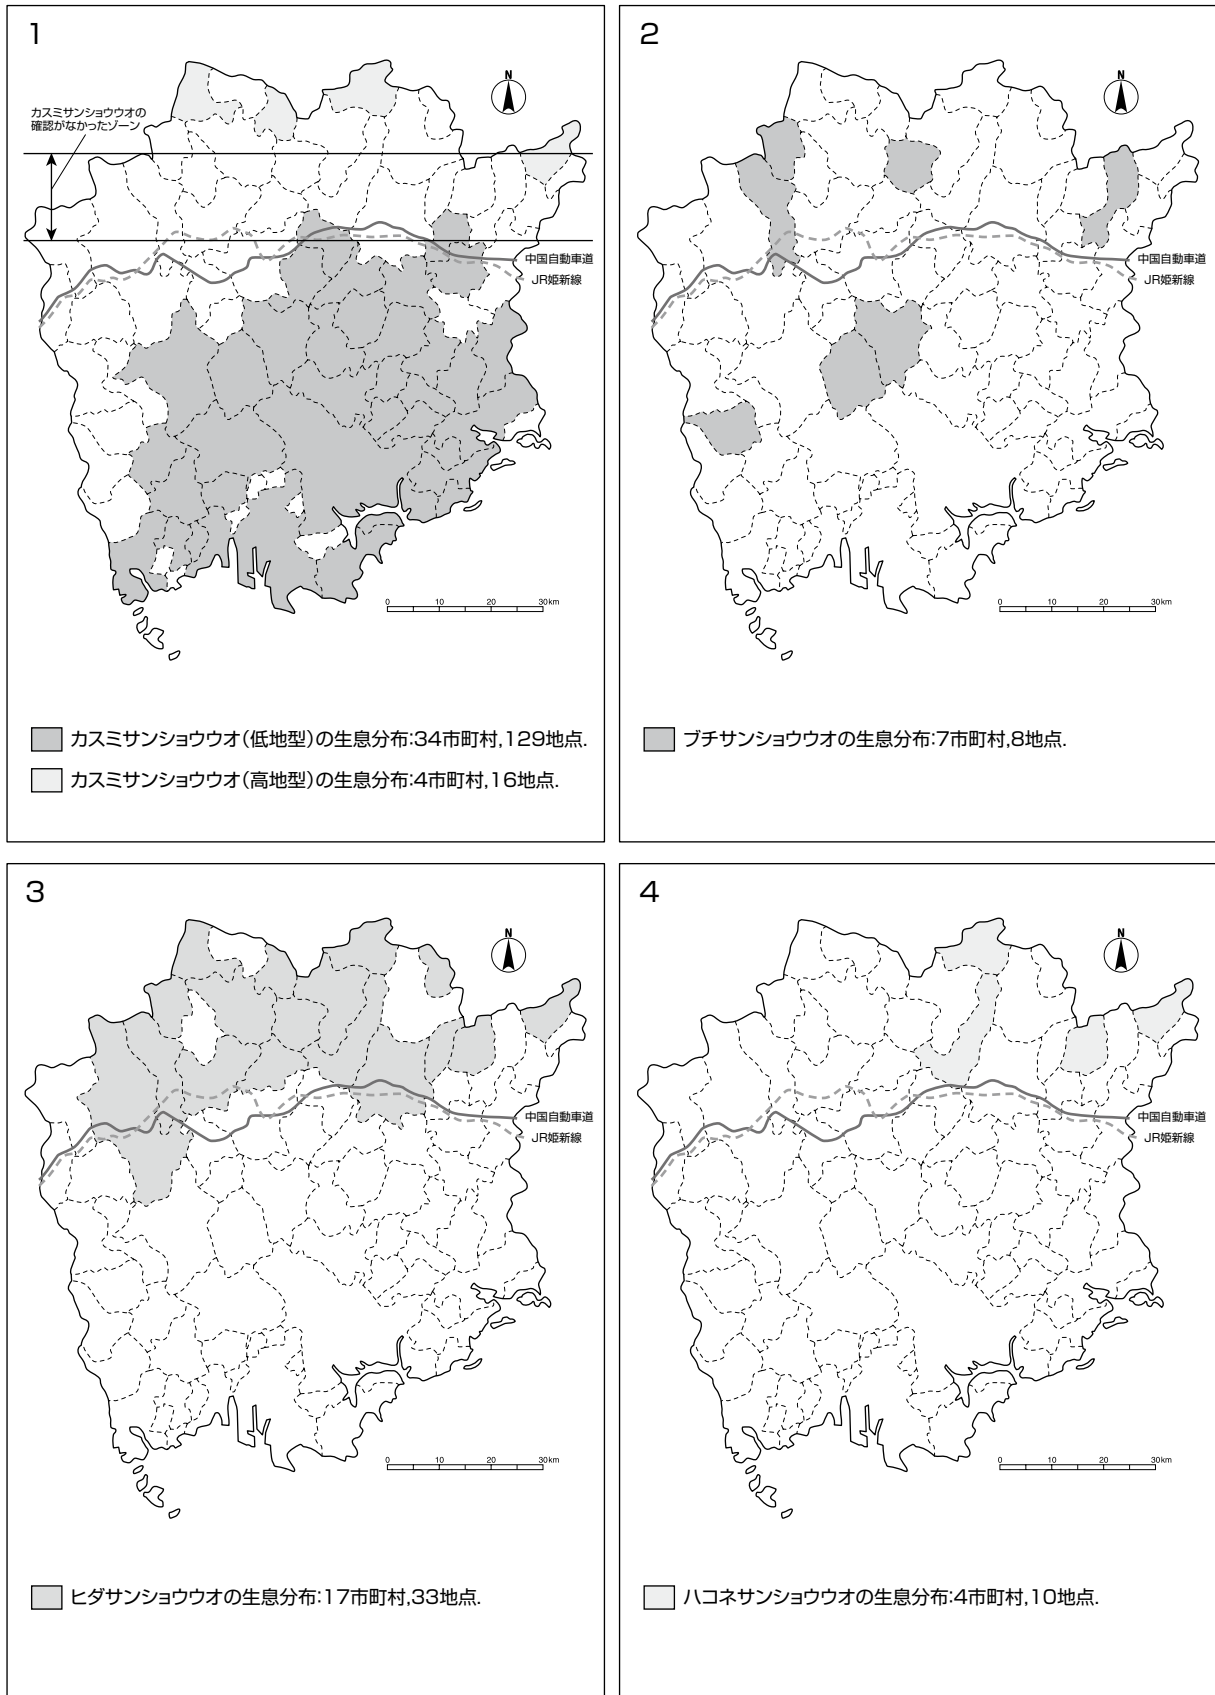 1
N
カスミサンショウウオの
確認がなかったゾーン
中国自動車道
JR姫新線
0 10 20 30km
カスミサンショウウオ(低地型)の生息分布:34市町村,129地点.
カスミサンショウウオ(高地型)の生息分布:4市町村,16地点.
2
N
中国自動車道
JR姫新線
0 10 20 30km
ブチサンショウウオの生息分布:7市町村,8地点.
3
N
中国自動車道
JR姫新線
0 10 20 30km
ヒダサンショウウオの生息分布:17市町村,33地点.
4
N
中国自動車道
JR姫新線
0 10 20 30km
ハコネサンショウウオの生息分布:4市町村,10地点.